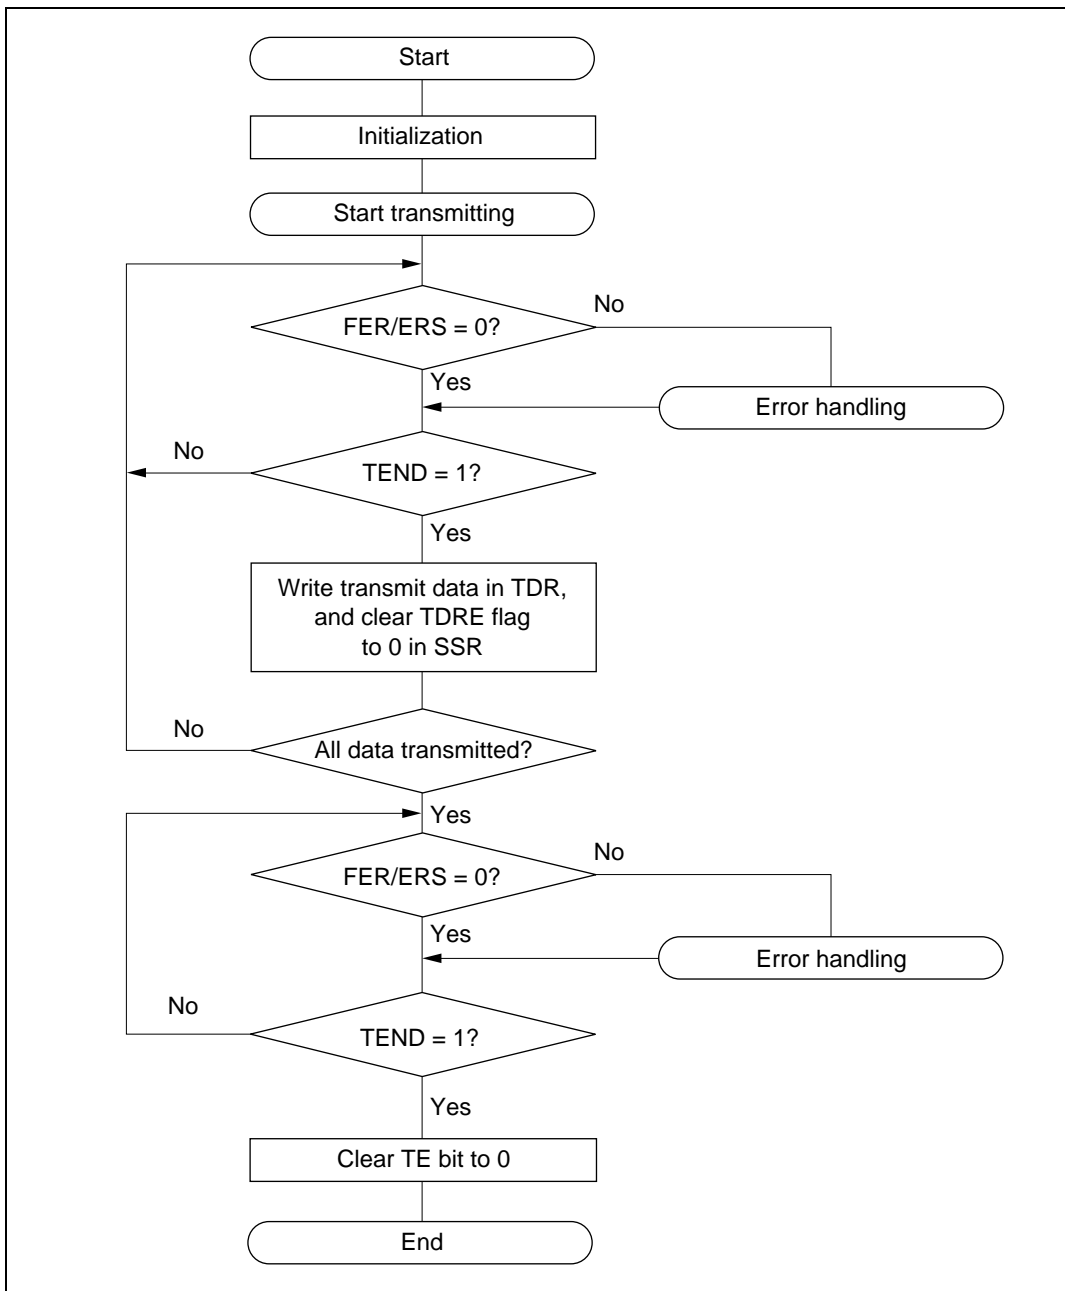 Start
Initialization
Start transmitting
No
FER/ERS = 0?
Yes
Error handling
No
TEND = 1?
Yes
Write transmit data in TDR,
and clear TDRE flag
to 0 in SSR
No
All data transmitted?
Yes
No
FER/ERS = 0?
Yes
Error handling
No
TEND = 1?
Yes
Clear TE bit to 0
End